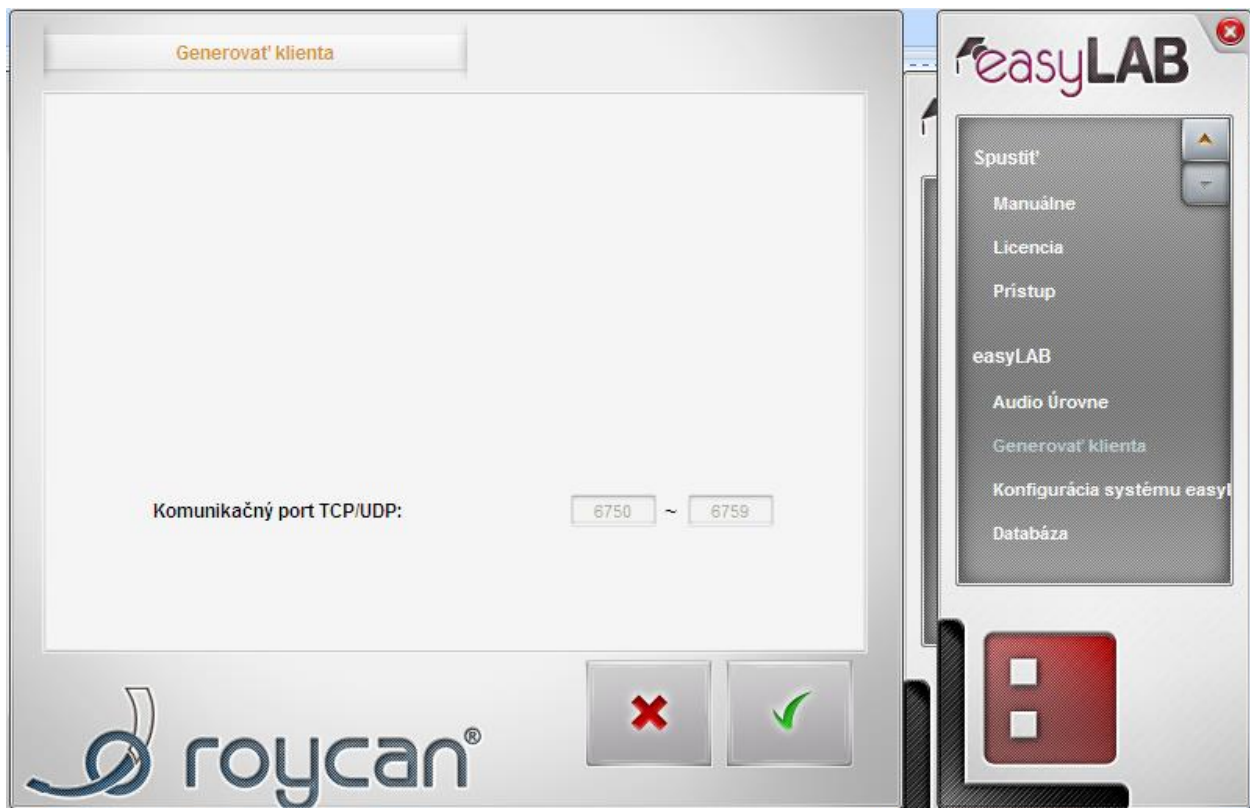 Generovať klienta
Komunikačný port TCP/UDP:
6750 ~ 6759
roycan®
easyLAB
Spustiť
Manuálne
Licencia
Prístup
easyLAB
Audio Úrovne
Generovať klienta
Konfigurácia systému easyl
Databáza